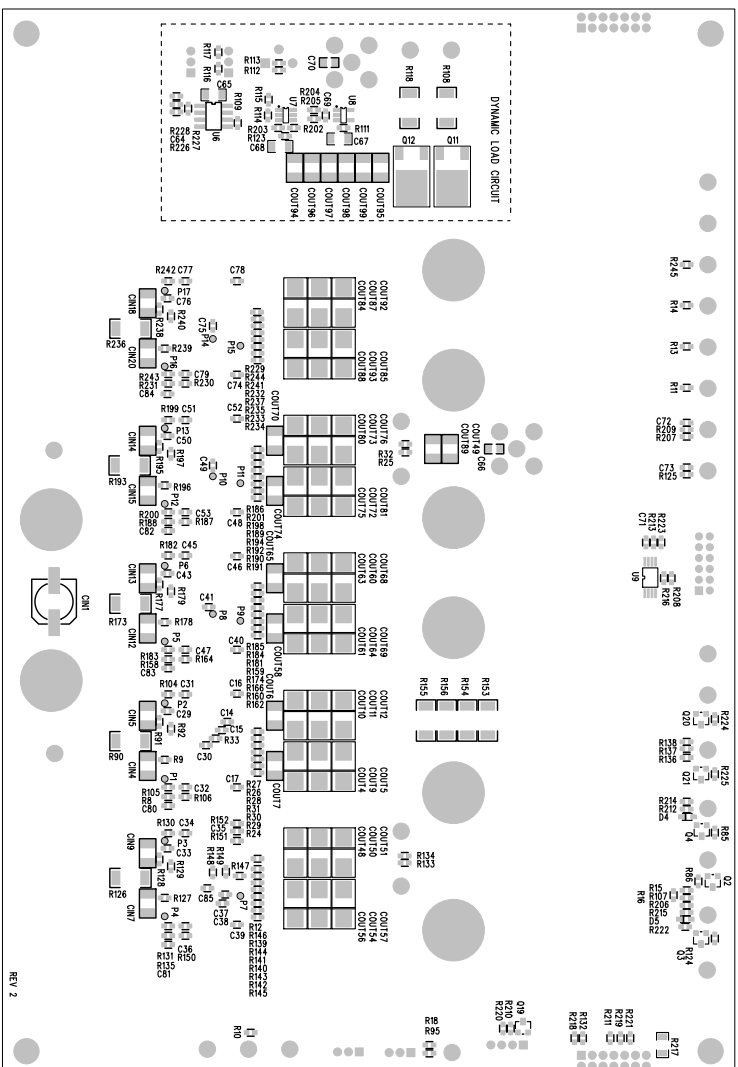 R117
R116
R113
R112
C70
R118
R108
DYNAMIC LOAD CIRCUIT
C65
R109
R115
R114
U7
R204
R205
C69
U8
R228
C64
R226
R227
U6
R203
R123
C68
R202
R111
C67
Q12
Q11
COUT94
COUT96
COUT97
COUT98
COUT99
COUT95
R242
C77
C78
CIN18
P17
C76
R240
R238
C75
P14
P15
COUT84
COUT87
COUT92
R245
R236
CIN20
R239
P16
R14
R243
R231
C84
C79
R230
C74
R229
R244
R241
R232
R237
R235
R233
R234
COUT88
COUT93
COUT85
R13
R11
R199
C51
C52
COUT70
CIN14
P13
C50
R197
R195
C49
P10
P11
COUT80
COUT73
COUT76
R32
R25
COUT89
COUT49
C66
C72
R209
R207
R193
CIN15
R196
P12
C73
R125
R200
R188
C82
C53
R187
C48
R186
R201
R198
R189
R194
R192
R190
R191
COUT74
COUT75
COUT72
COUT81
C71
R213
R223
R182
C45
C46
COUT65
CIN13
P6
C43
R179
R177
C41
P8
P9
COUT63
COUT60
COUT68
U9
R216
R208
CIN1
R173
CIN12
R178
P5
R183
R158
C83
C47
R164
C40
R185
R184
R181
R159
R174
R166
R160
R162
COUT58
COUT61
COUT64
COUT69
R155
R156
R154
R153
R104
C31
C16
COUT6
CIN5
P2
C29
R92
R91
C14
C15
R33
C30
COUT10
COUT11
COUT12
Q20
R224
R90
CIN4
R9
P1
R138
R137
R136
Q21
R225
R105
R8
C80
C32
R106
C17
R27
R26
R28
R31
R30
R29
R24
COUT7
COUT4
COUT9
COUT5
R214
R212
D4
Q4
R85
R130
C34
R152
C35
R151
CIN9
P3
C33
R129
R128
R148
R149
R147
COUT48
COUT50
COUT51
R134
R133
R86
Q2
R126
CIN7
R127
P4
C85
C37
C38
P7
C39
R16
R15
R107
R206
R215
D5
R222
Q3
R124
R131
R135
C81
C36
R150
R12
R146
R139
R144
R141
R140
R143
R142
R145
COUT56
COUT54
COUT57
REV 2
R10
R18
R95
R220
R210
Q19
R218
R132
R211
R219
R221
R217